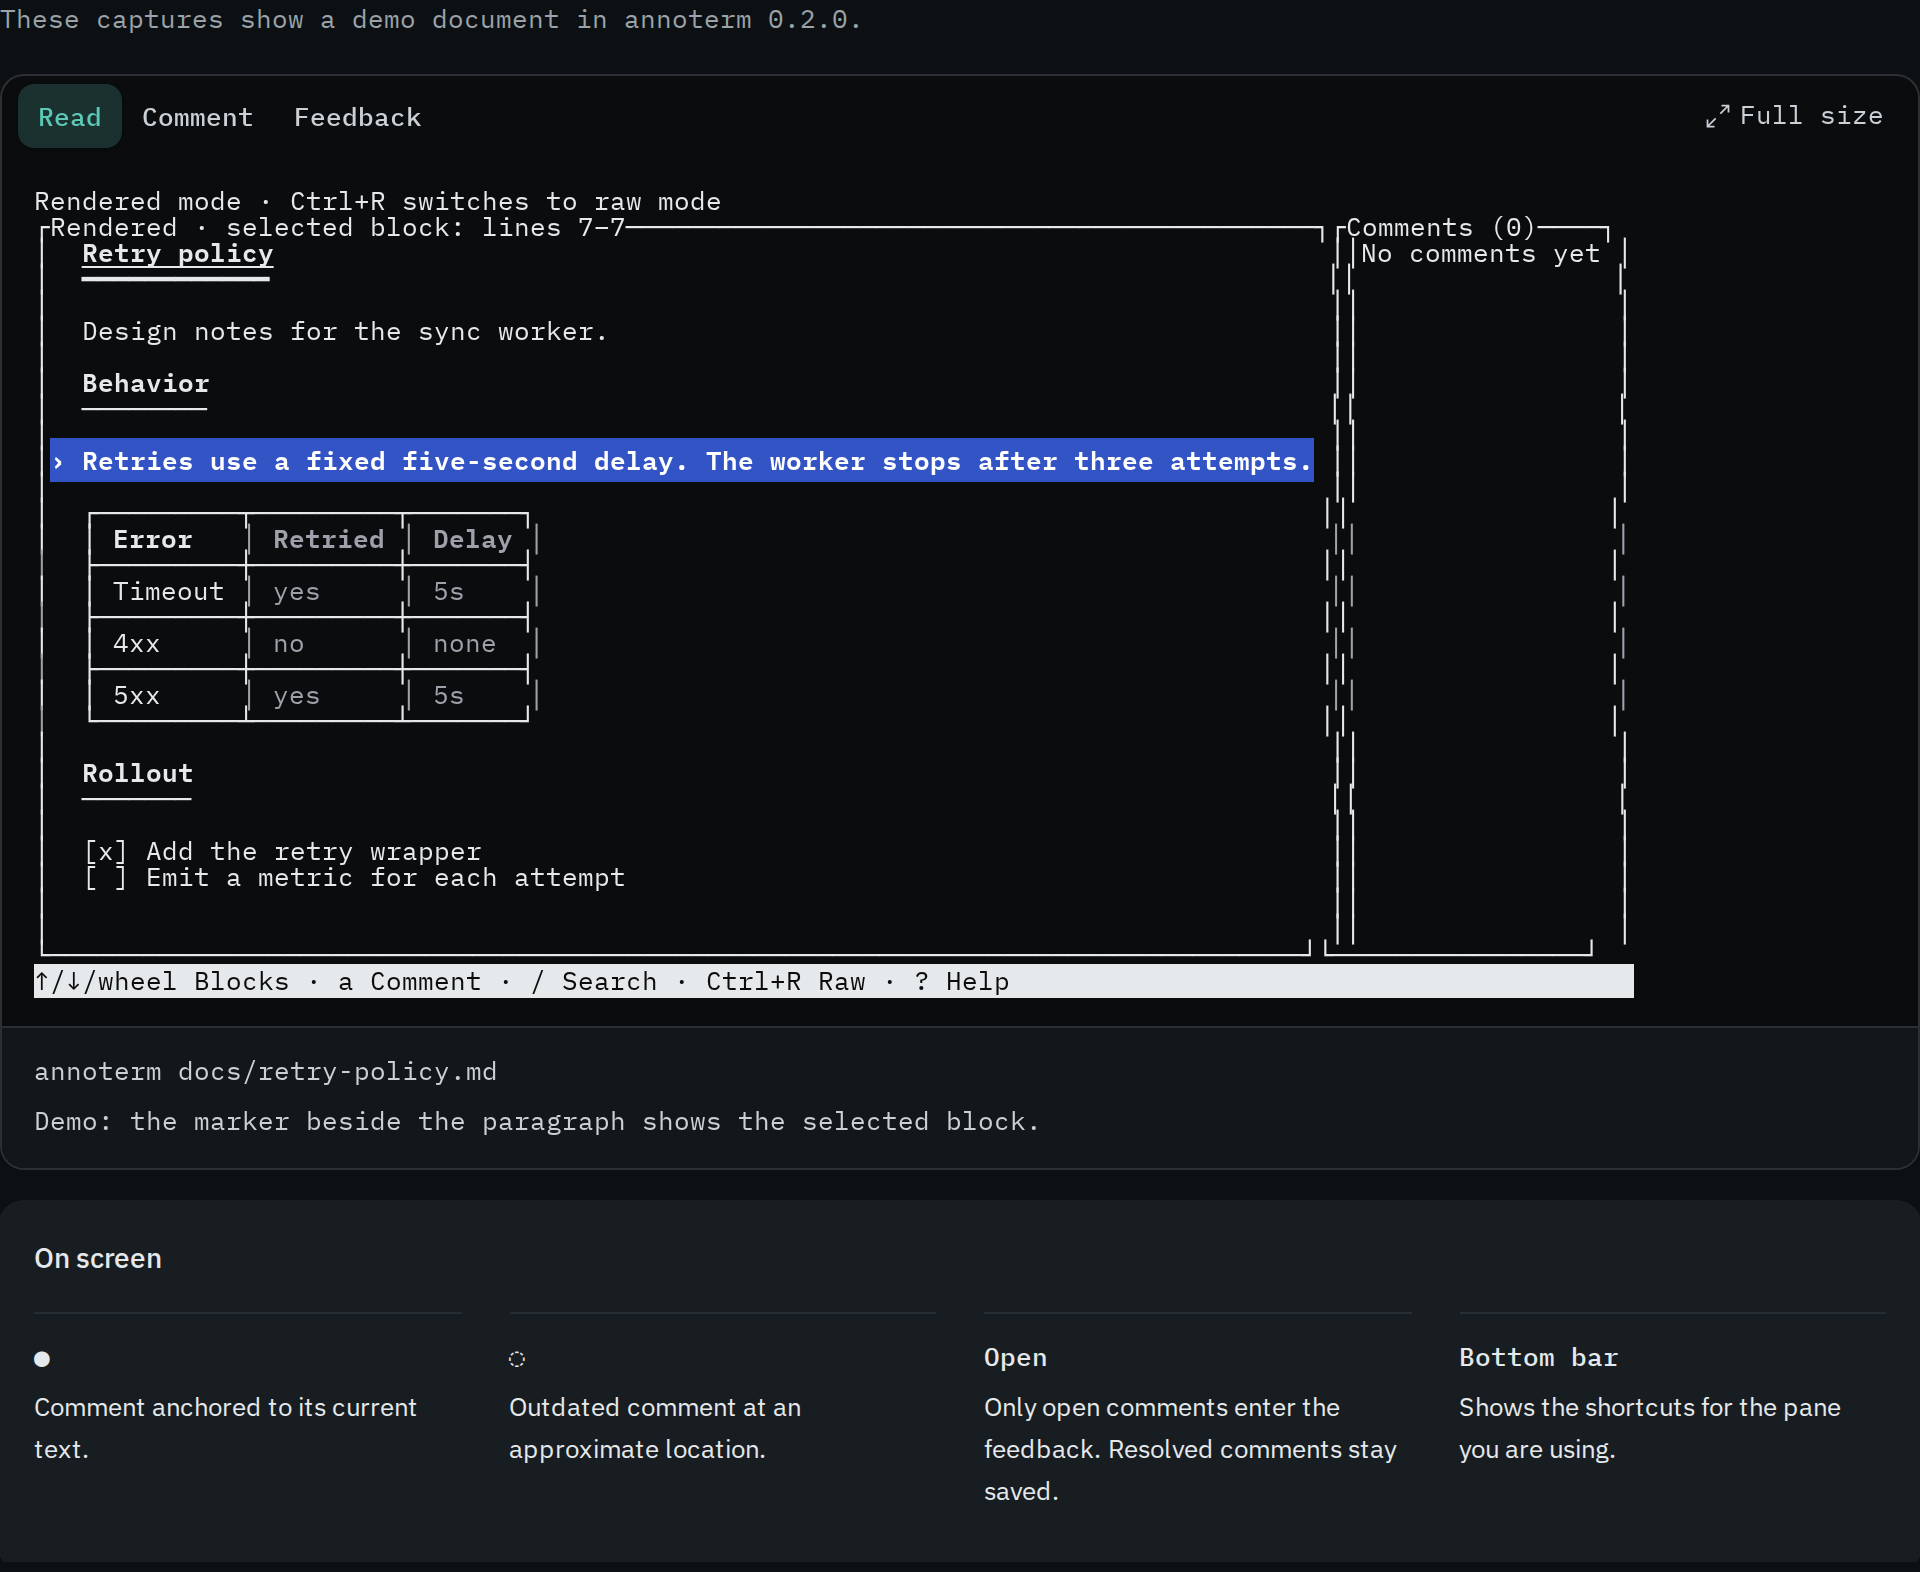 These captures show a demo document in annoterm 0.2.0.
Read Comment Feedback Full size
Rendered mode · Ctrl+R switches to raw mode
Rendered · selected block: lines 7–7 Comments (0)
Retry policy No comments yet
Design notes for the sync worker.
Behavior
› Retries use a fixed five-second delay. The worker stops after three attempts.
Error Retried Delay
Timeout yes 5s
4xx no none
5xx yes 5s
Rollout
[x] Add the retry wrapper
[ ] Emit a metric for each attempt
↑/↓/wheel Blocks · a Comment · / Search · Ctrl+R Raw · ? Help
annoterm docs/retry-policy.md
Demo: the marker beside the paragraph shows the selected block.
On screen
●
Comment anchored to its current
text.
◌
Outdated comment at an
approximate location.
Open
Only open comments enter the
feedback. Resolved comments stay
saved.
Bottom bar
Shows the shortcuts for the pane
you are using.